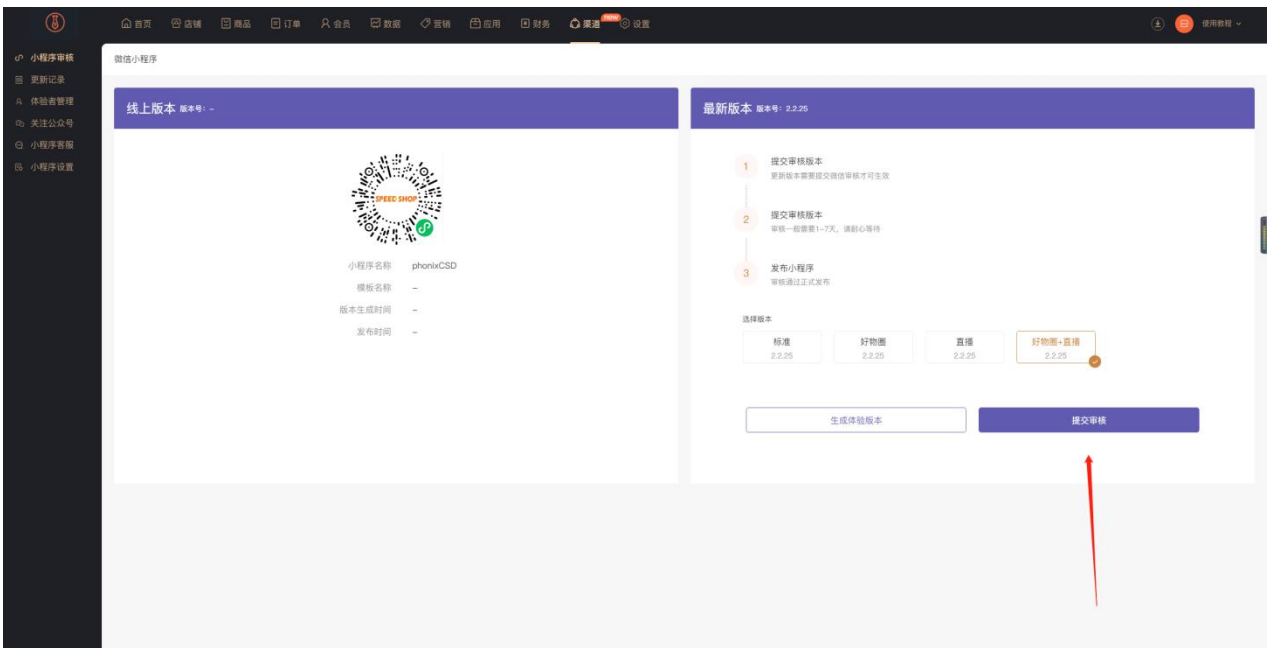 首页 店铺 商品 订单 会员 数据 营销 应用 财务 渠道 new 设置 使用教程
小程序审核
更新记录
体验者管理
关注公众号
小程序客服
小程序设置
微信小程序
线上版本 版本号: -
SPEED SHOP
小程序名称 phonixCSD
模板名称 -
版本生成时间 -
发布时间 -
最新版本 版本号: 2.2.25
1 提交审核版本
更新版本需要提交微信审核才可生效
2 提交审核版本
审核一般需要1-7天, 请耐心等待
3 发布小程序
审核通过正式发布
选择版本
标准 好物圈 直播 好物圈+直播
2.2.25 2.2.25 2.2.25 2.2.25
生成体验版本 提交审核